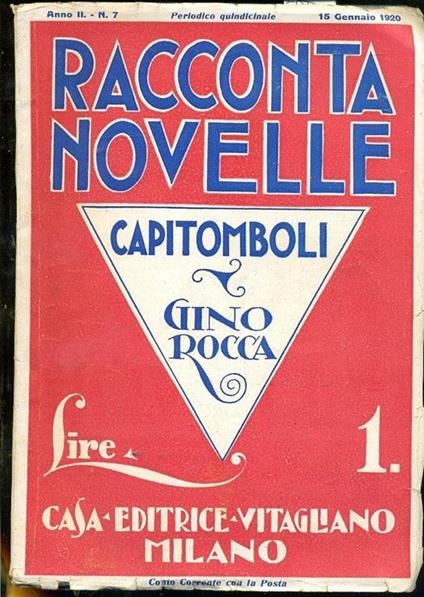 Anno II. - N. 7 Periodico quindicinale 15 Gennaio 1920
RACCONTA
NOVELLE
CAPITOMBOLI
GINO
ROCCA
Lire 1.
CASA EDITRICE VITAGLIANO
MILANO
Conto Corrente con la Posta